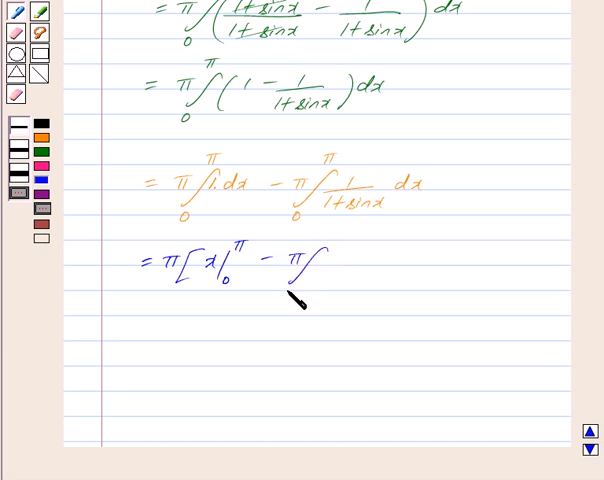 = π ∫₀ ( (1+sinx)/(1+sinx) − 1/(1+sinx) ) dx
= π ∫₀^π ( 1 − 1/(1+sinx) ) dx
= π ∫₀^π 1. dx − π ∫₀^π 1/(1+sinx) dx
= π [ x |₀^π − π ∫